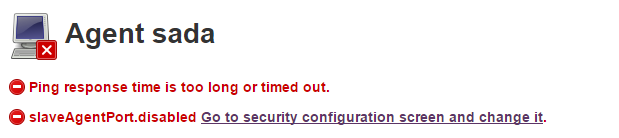 Agent sada
Ping response time is too long or timed out.
slaveAgentPort.disabled Go to security configuration screen and change it.